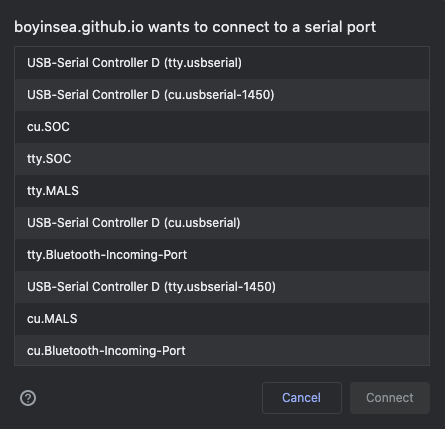 boyinsea.github.io wants to connect to a serial port
USB-Serial Controller D (tty.usbserial)
USB-Serial Controller D (cu.usbserial-1450)
cu.SOC
tty.SOC
tty.MALS
USB-Serial Controller D (cu.usbserial)
tty.Bluetooth-Incoming-Port
USB-Serial Controller D (tty.usbserial-1450)
cu.MALS
cu.Bluetooth-Incoming-Port
? Cancel Connect